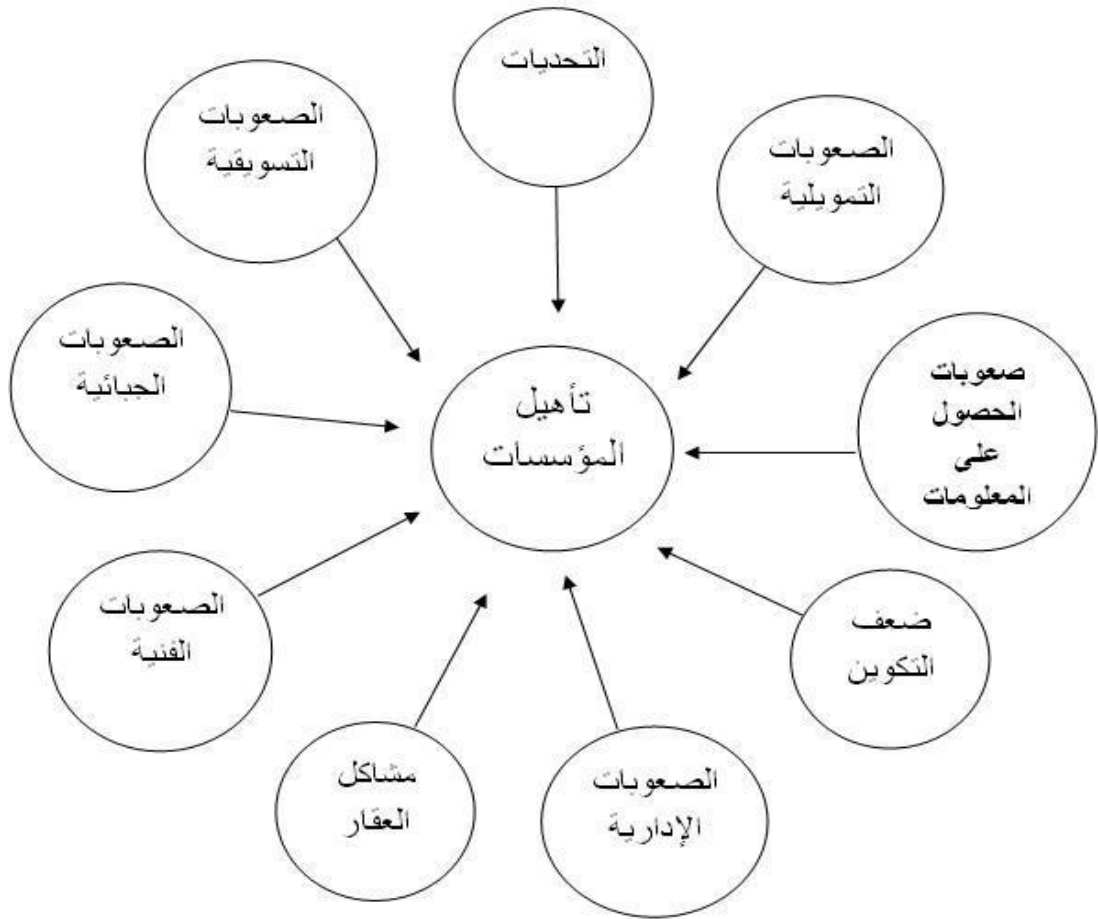 التحديات
الصعوبات
التمويلية
صعوبات
الحصول
على
المعلومات
ضعف
التكوين
الصعوبات
الإدارية
مشاكل
العقار
الصعوبات
الفنية
الصعوبات
الجبائية
الصعوبات
التسويقية
تأهيل
المؤسسات